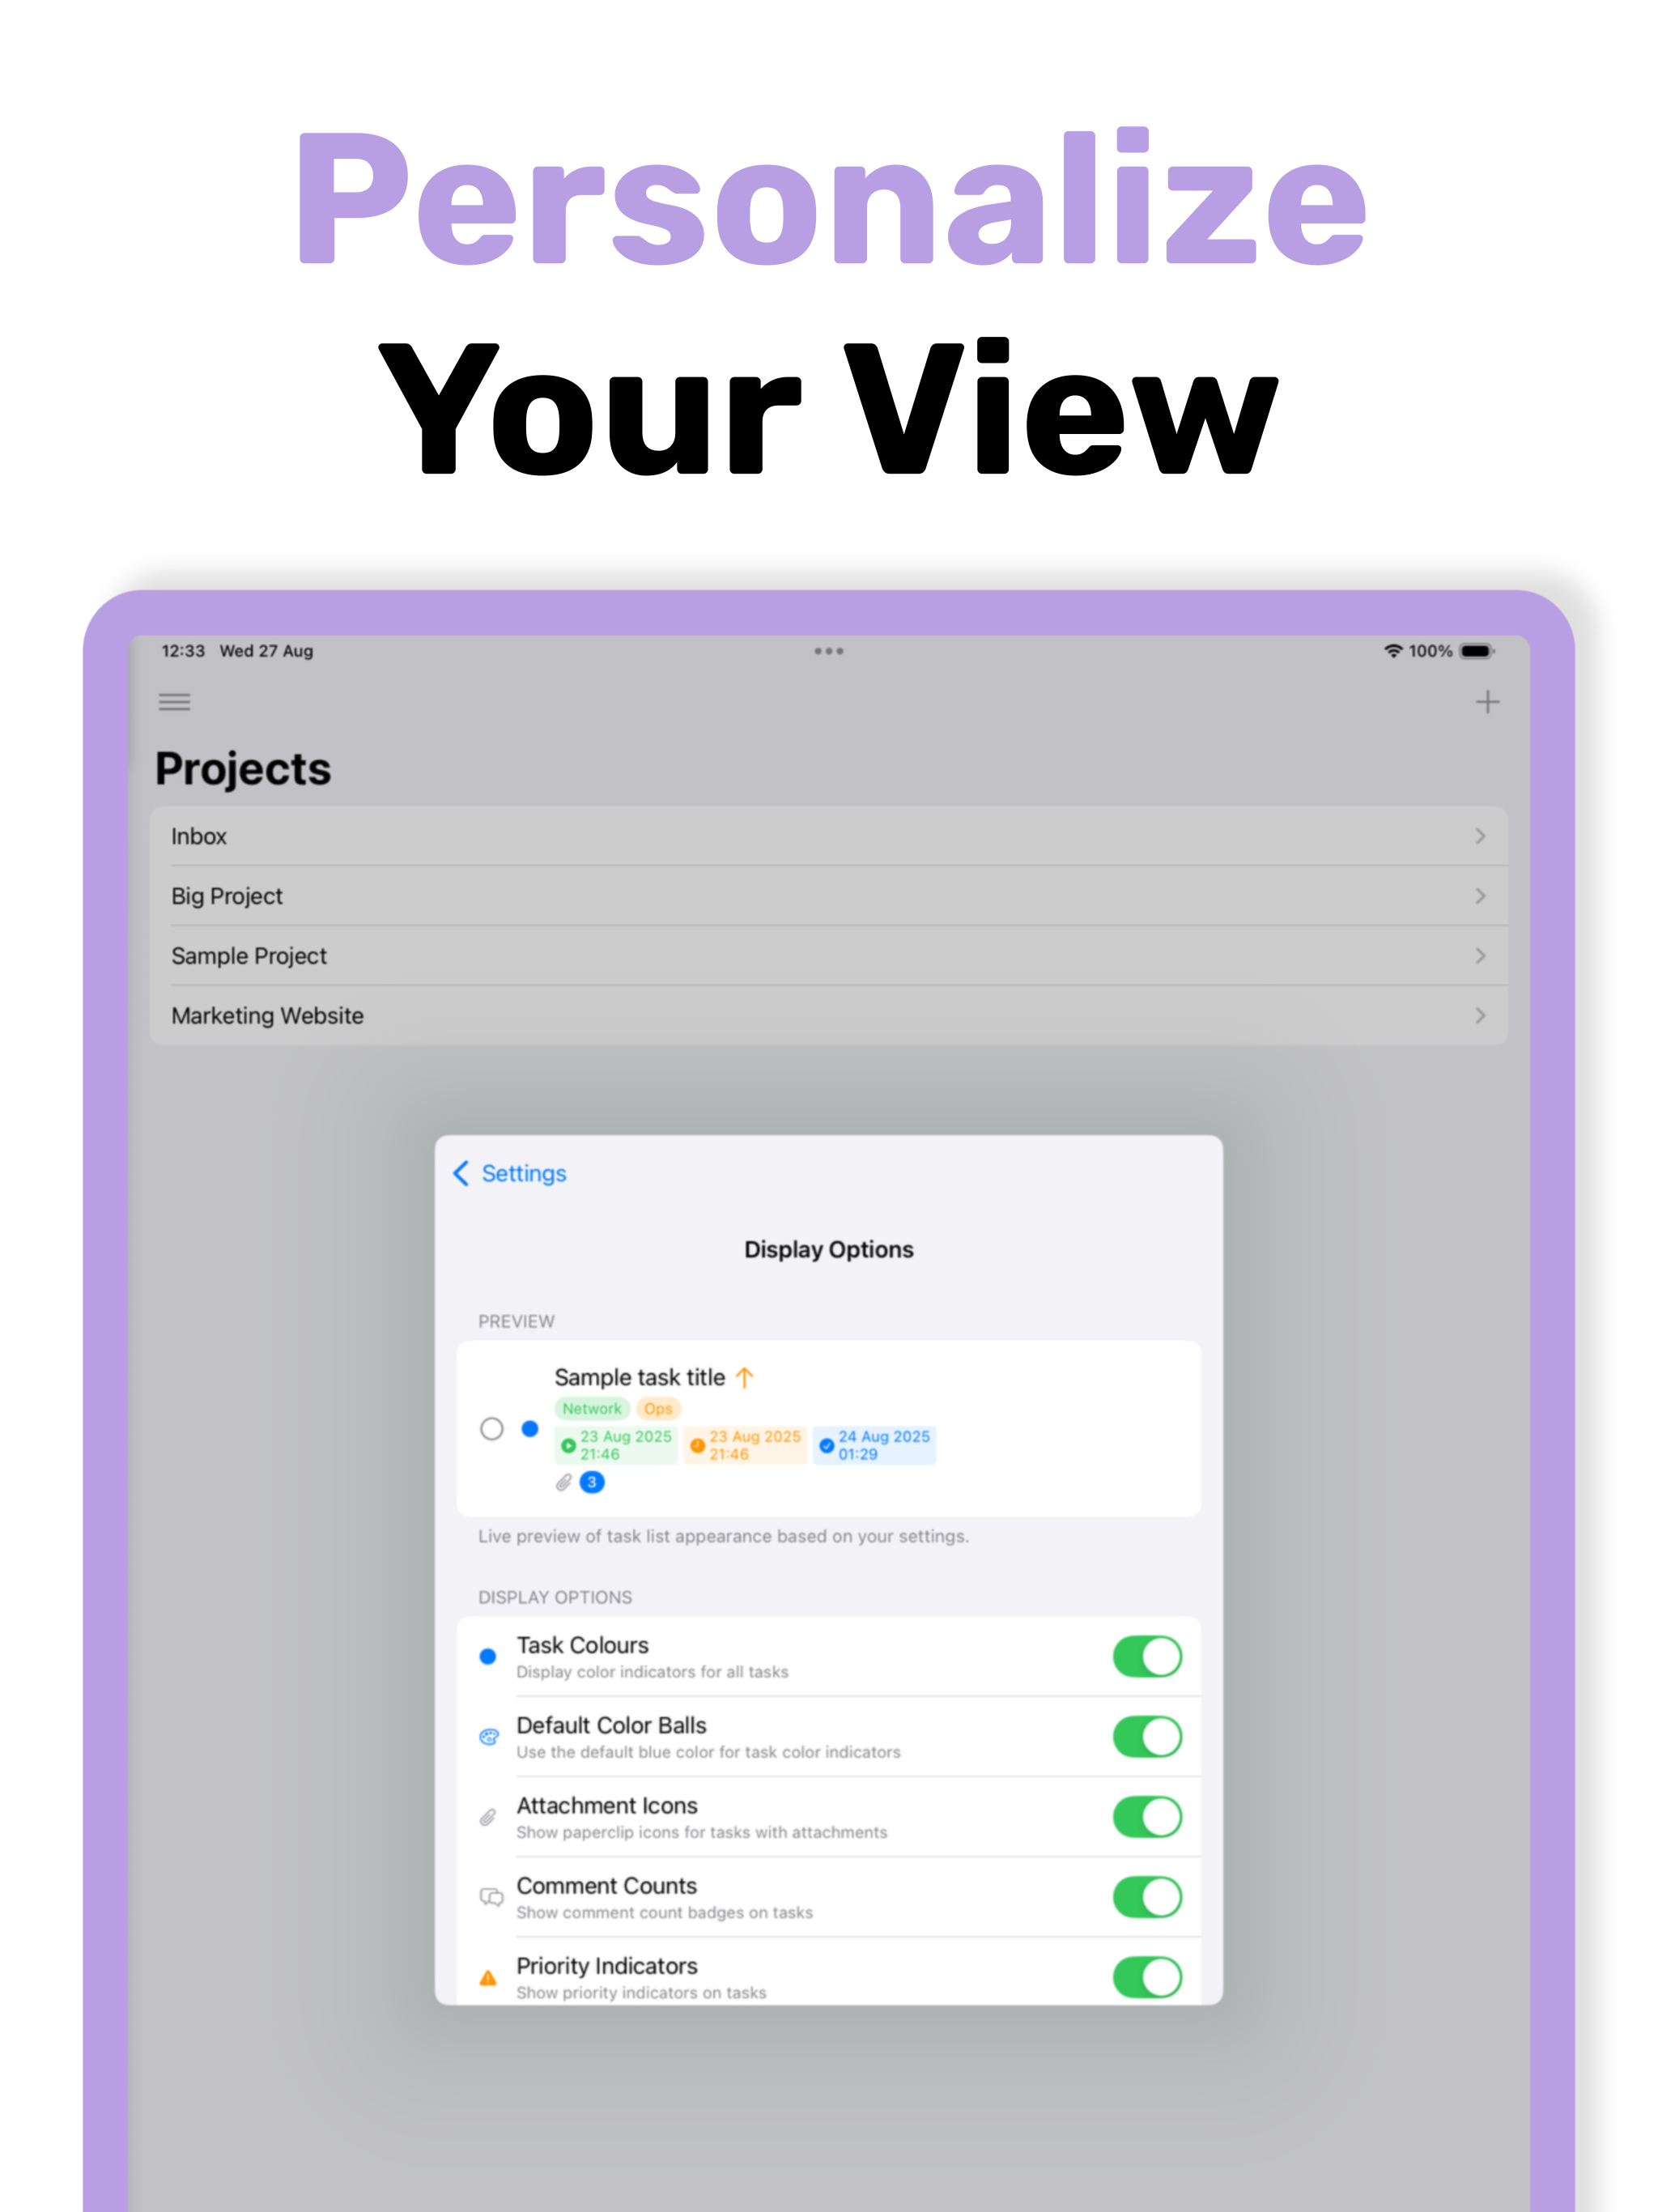 Personalize
Your View
12:33 Wed 27 Aug
100%
Projects
Inbox
Big Project
Sample Project
Marketing Website
Settings
Display Options
PREVIEW
Sample task title
Network Ops
23 Aug 2025 23 Aug 2025 24 Aug 2025
21:46 21:46 01:29
3
Live preview of task list appearance based on your settings.
DISPLAY OPTIONS
Task Colours
Display color indicators for all tasks
Default Color Balls
Use the default blue color for task color indicators
Attachment Icons
Show paperclip icons for tasks with attachments
Comment Counts
Show comment count badges on tasks
Priority Indicators
Show priority indicators on tasks